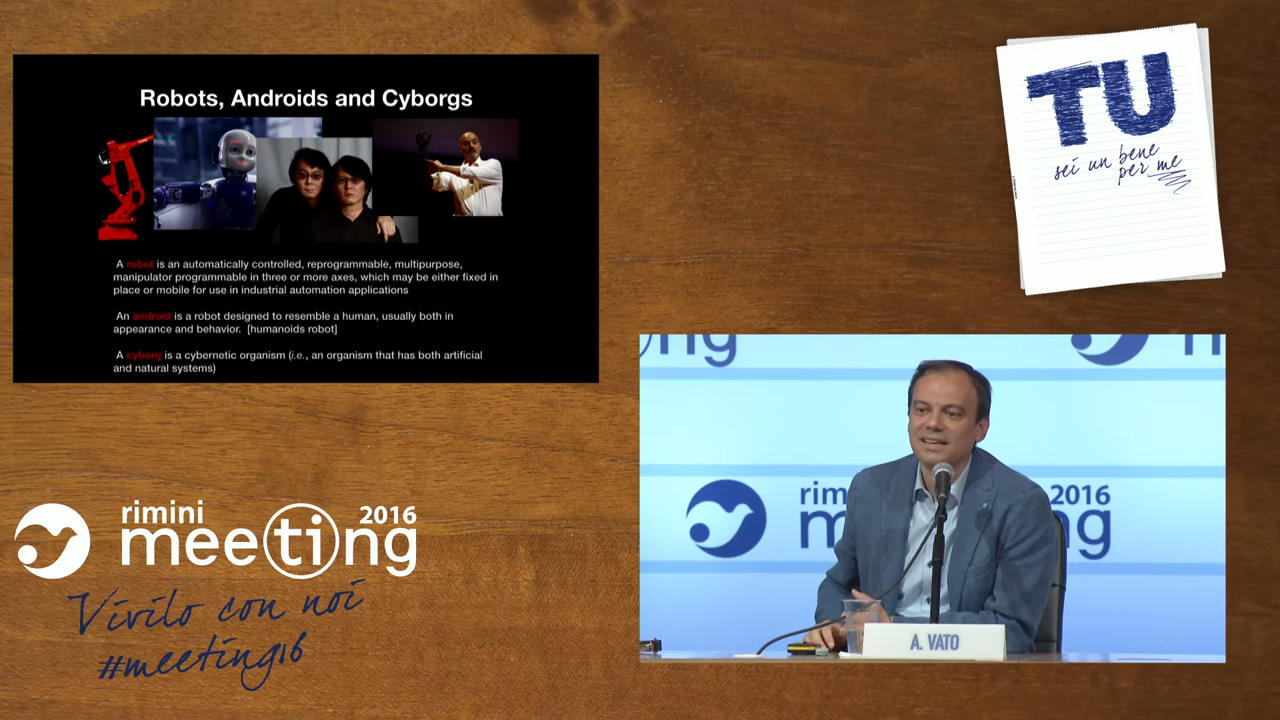 Robots, Androids and Cyborgs
A robot is an automatically controlled, reprogrammable, multipurpose,
manipulator programmable in three or more axes, which may be either fixed in
place or mobile for use in industrial automation applications
An android is a robot designed to resemble a human, usually both in
appearance and behavior. [humanoids robot]
A cyborg is a cybernetic organism (i.e., an organism that has both artificial
and natural systems)
TU
sei un bene
per me
ng
rim 2016
m ng
A. VATO
rimini 2016
meeting
Vivilo con noi
#meeting16